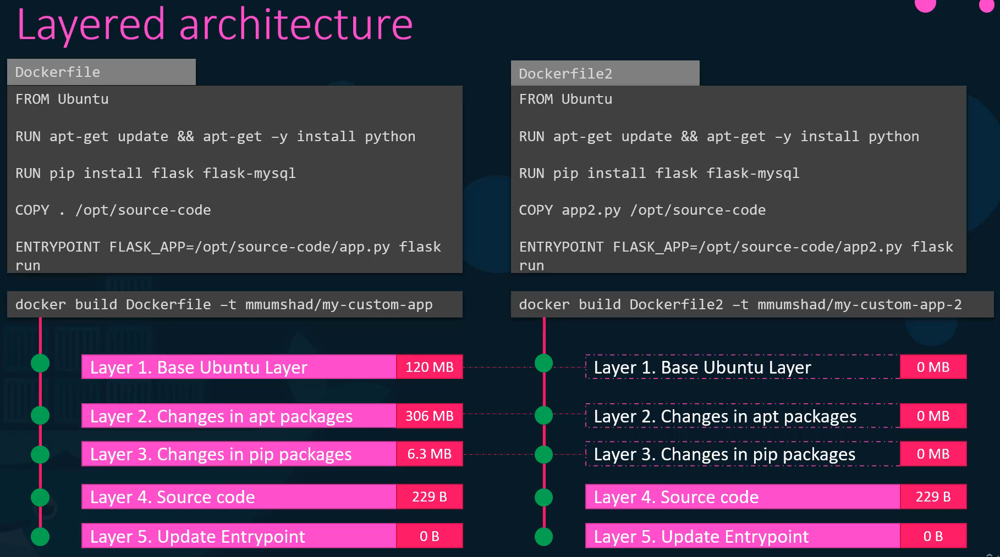 Layered architecture
Dockerfile
FROM Ubuntu
RUN apt-get update && apt-get –y install python
RUN pip install flask flask-mysql
COPY . /opt/source-code
ENTRYPOINT FLASK_APP=/opt/source-code/app.py flask
run
docker build Dockerfile –t mmumshad/my-custom-app
Layer 1. Base Ubuntu Layer 120 MB
Layer 2. Changes in apt packages 306 MB
Layer 3. Changes in pip packages 6.3 MB
Layer 4. Source code 229 B
Layer 5. Update Entrypoint 0 B
Dockerfile2
FROM Ubuntu
RUN apt-get update && apt-get –y install python
RUN pip install flask flask-mysql
COPY app2.py /opt/source-code
ENTRYPOINT FLASK_APP=/opt/source-code/app2.py flask
run
docker build Dockerfile2 –t mmumshad/my-custom-app-2
Layer 1. Base Ubuntu Layer 0 MB
Layer 2. Changes in apt packages 0 MB
Layer 3. Changes in pip packages 0 MB
Layer 4. Source code 229 B
Layer 5. Update Entrypoint 0 B